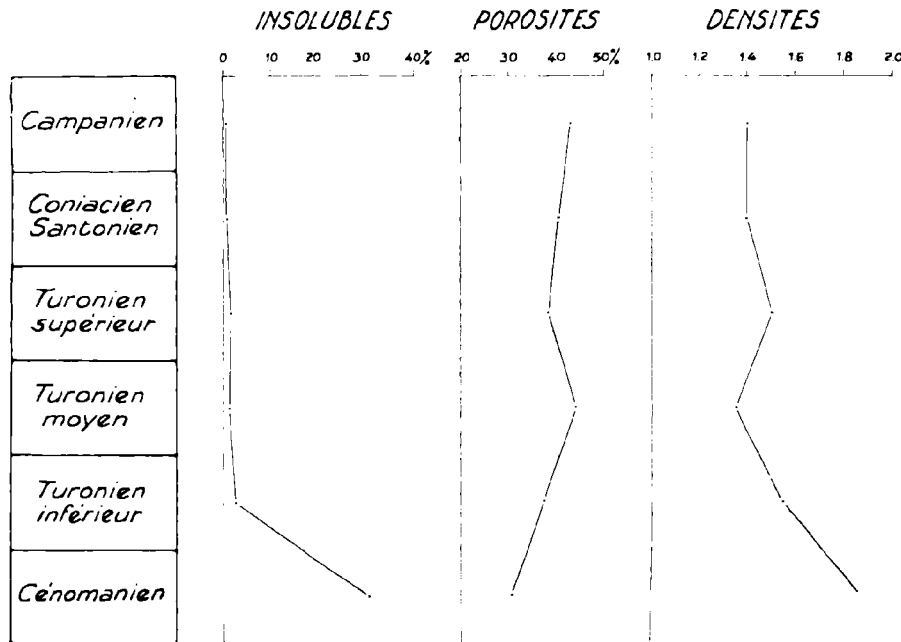 INSOLUBLES POROSITES DENSITES
0 10 20 30 40% 20 30 40 50% 1.0 1.2 1.4 1.6 1.8 2.0
Campanien
Coniacien
Santonien
Turonien
supérieur
Turonien
moyen
Turonien
inférieur
Cénomanien